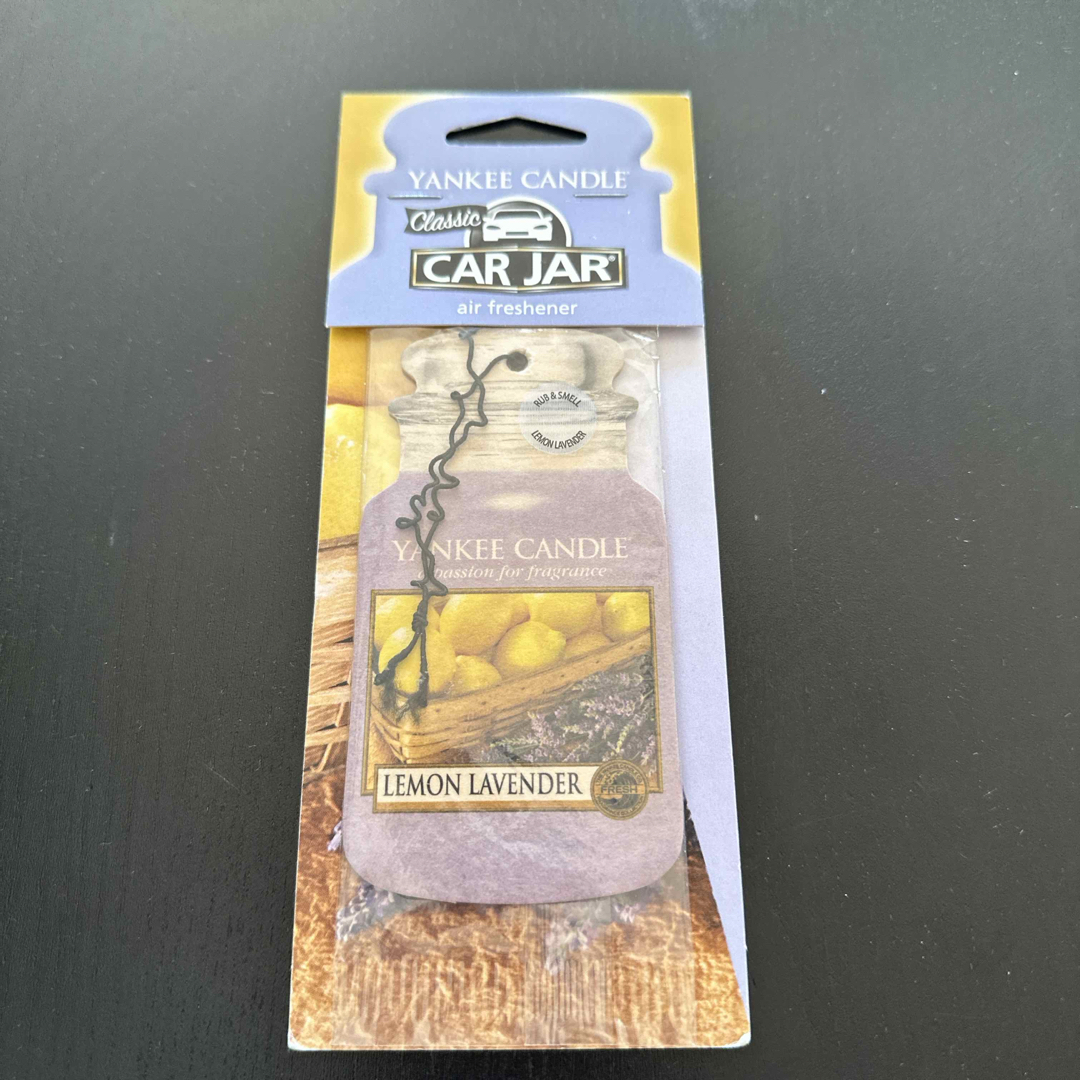 YANKEE CANDLE®
Classic
CAR JAR®
air freshener
RUB & SMELL
LEMON LAVENDER
YANKEE CANDLE®
a passion for fragrance
LEMON LAVENDER
FRESH